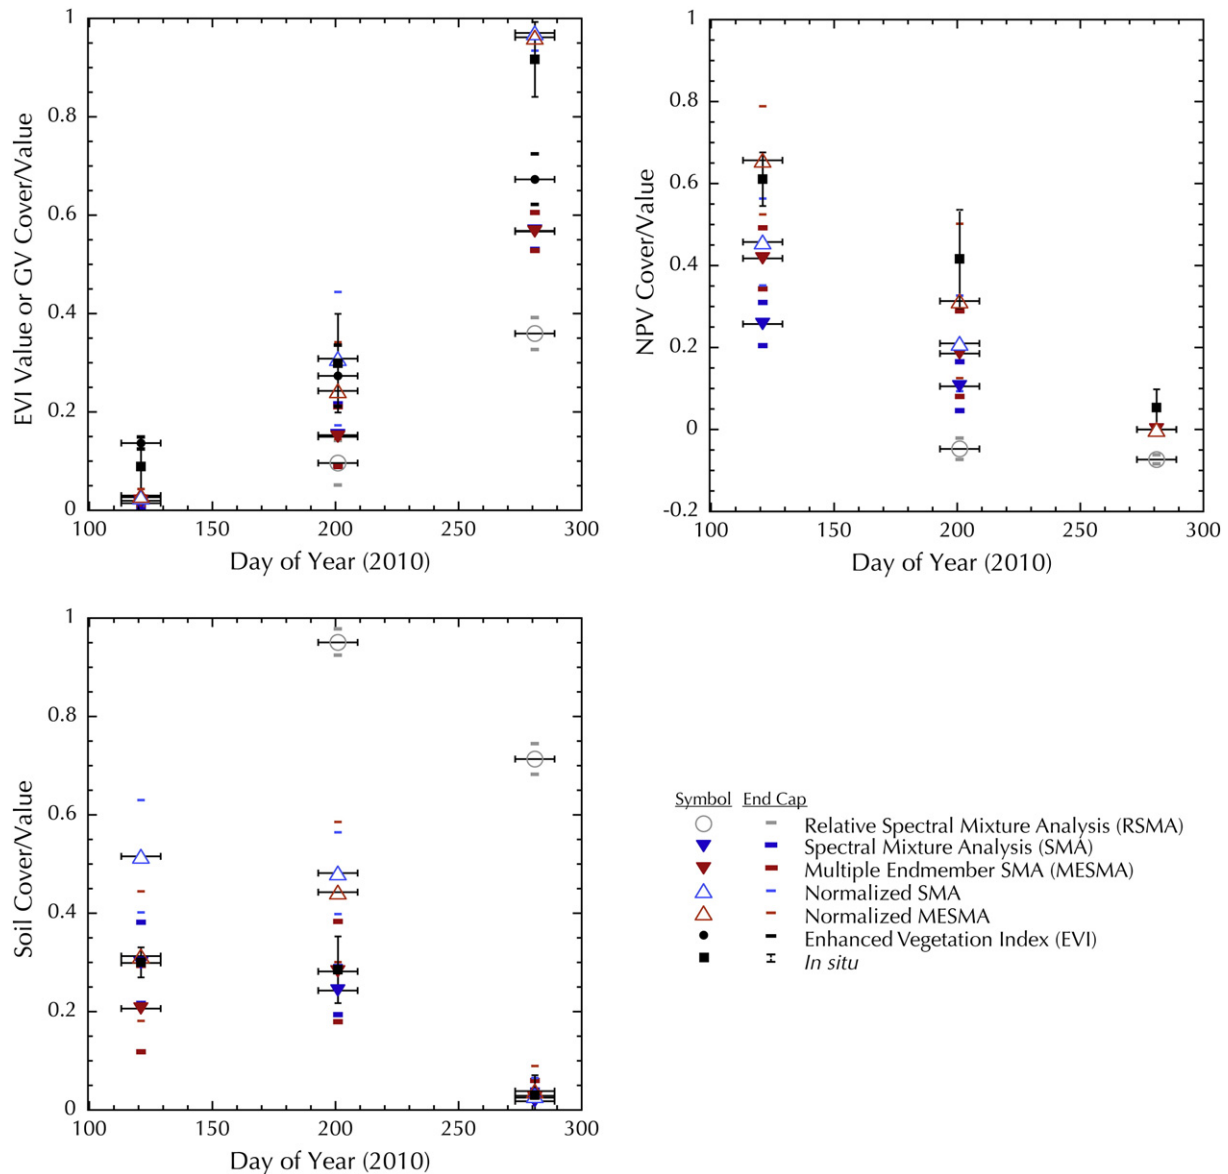 EVI Value or GV Cover/Value
1
0.8
0.6
0.4
0.2
0
100 150 200 250 300
Day of Year (2010)
NPV Cover/Value
1
0.8
0.6
0.4
0.2
0
-0.2
100 150 200 250 300
Day of Year (2010)
Soil Cover/Value
1
0.8
0.6
0.4
0.2
0
100 150 200 250 300
Day of Year (2010)
Symbol End Cap
Relative Spectral Mixture Analysis (RSMA)
Spectral Mixture Analysis (SMA)
Multiple Endmember SMA (MESMA)
Normalized SMA
Normalized MESMA
Enhanced Vegetation Index (EVI)
In situ